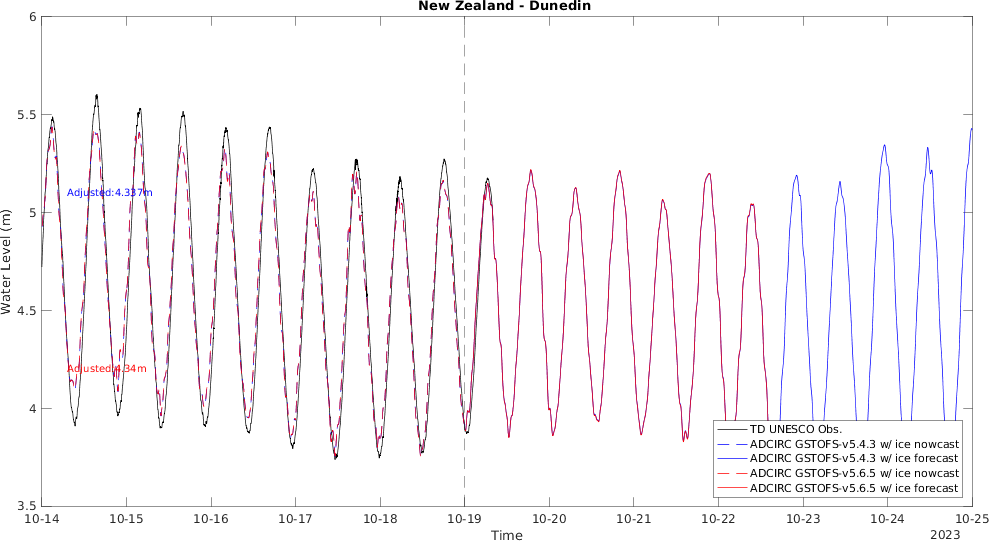 New Zealand - Dunedin
6
5.5
5
4.5
4
3.5
Water Level (m)
Adjusted:4.337m
Adjusted:4.34m
TD UNESCO Obs.
ADCIRC GSTOFS-v5.4.3 w/ ice nowcast
ADCIRC GSTOFS-v5.4.3 w/ ice forecast
ADCIRC GSTOFS-v5.6.5 w/ ice nowcast
ADCIRC GSTOFS-v5.6.5 w/ ice forecast
10-14 10-15 10-16 10-17 10-18 10-19 10-20 10-21 10-22 10-23 10-24 10-25
Time
2023